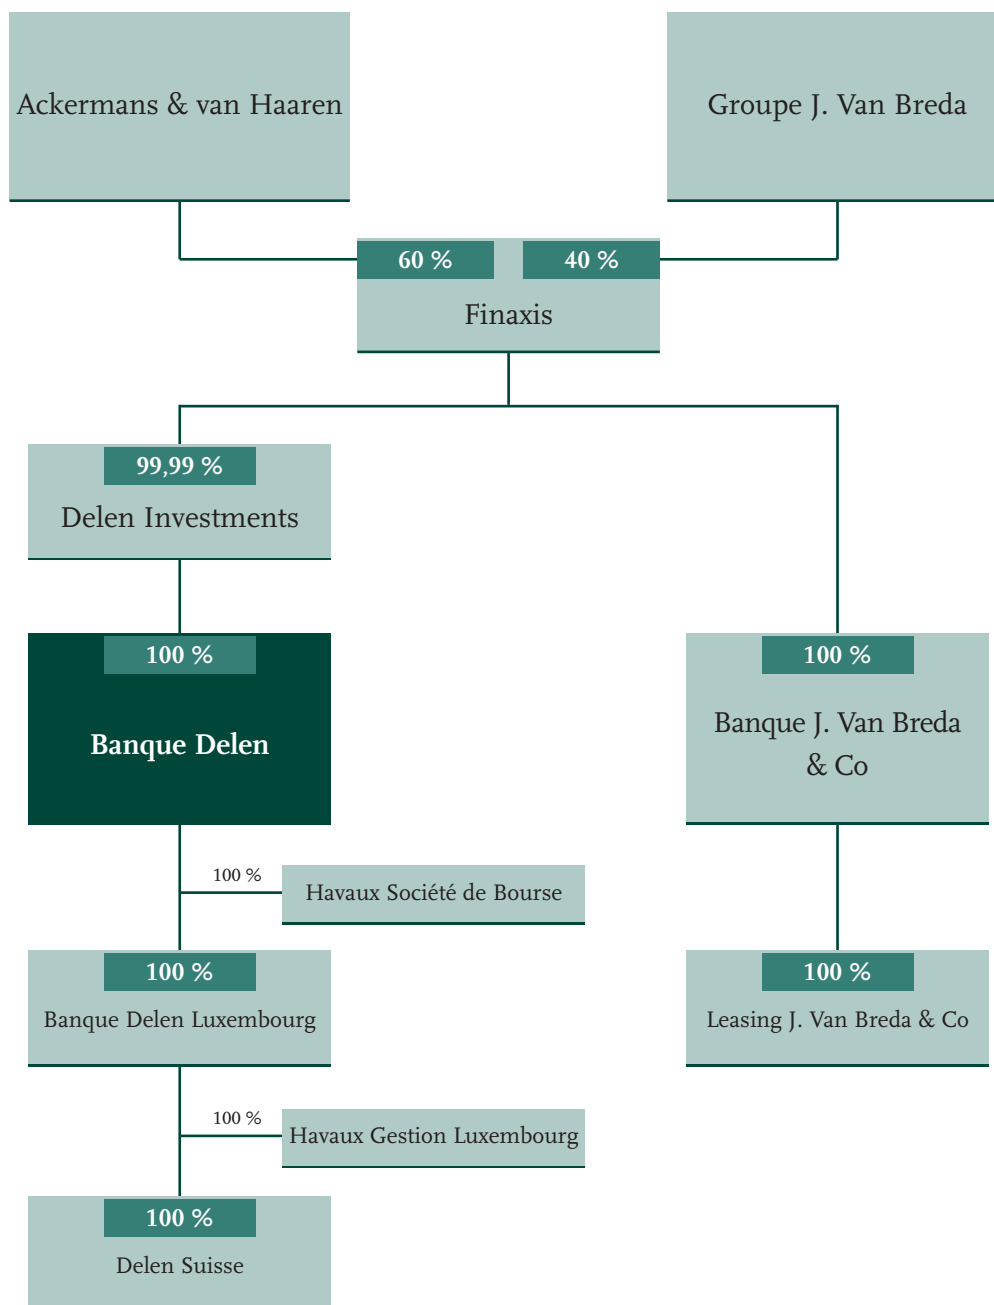 Ackermans & van Haaren
Groupe J. Van Breda
60 %
40 %
Finaxis
99,99 %
Delen Investments
100 %
Banque Delen
100 %
Banque J. Van Breda
& Co
100 %
Havaux Société de Bourse
100 %
Banque Delen Luxembourg
100 %
Leasing J. Van Breda & Co
100 %
Havaux Gestion Luxembourg
100 %
Delen Suisse